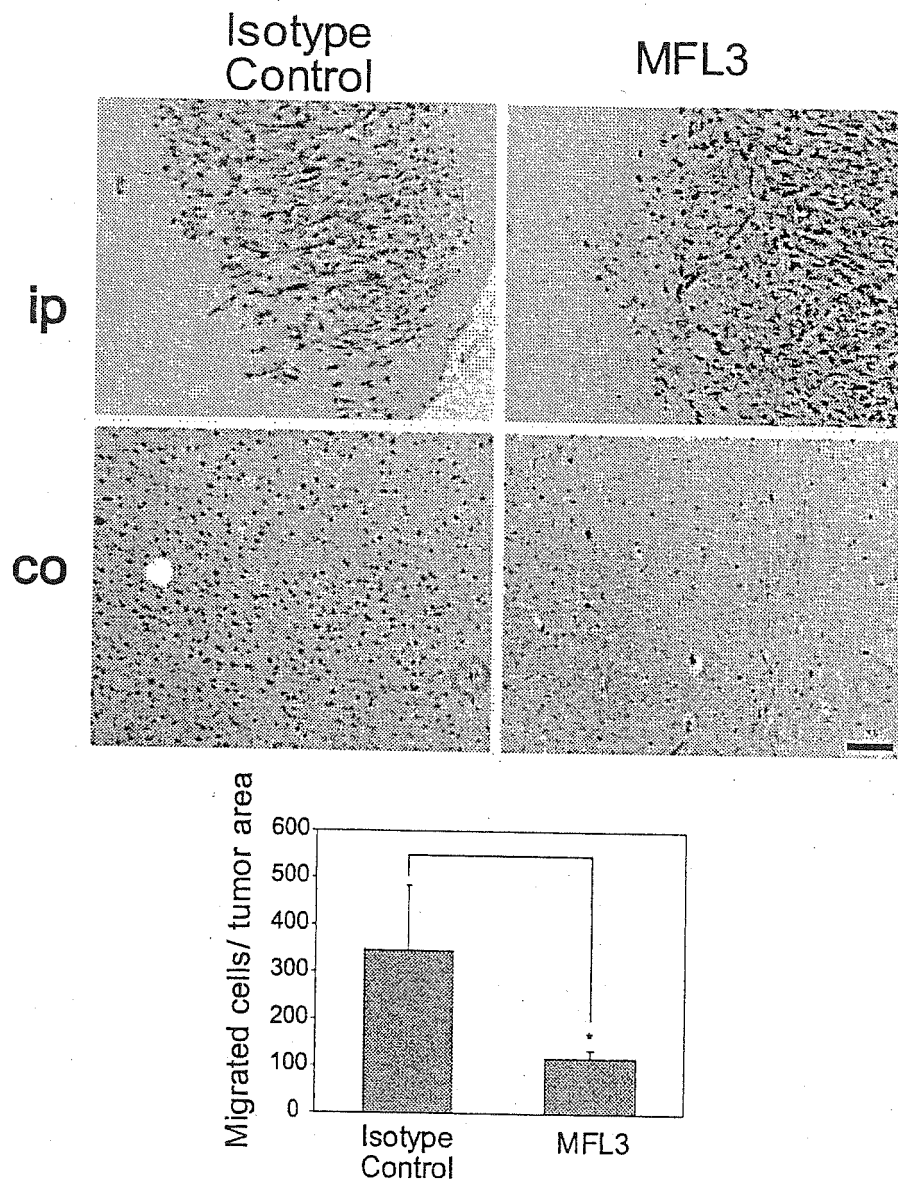 Isotype
Control
MFL3
ip
co
Migrated cells/ tumor area
600
500
400
300
200
100
0
*
Isotype
Control
MFL3